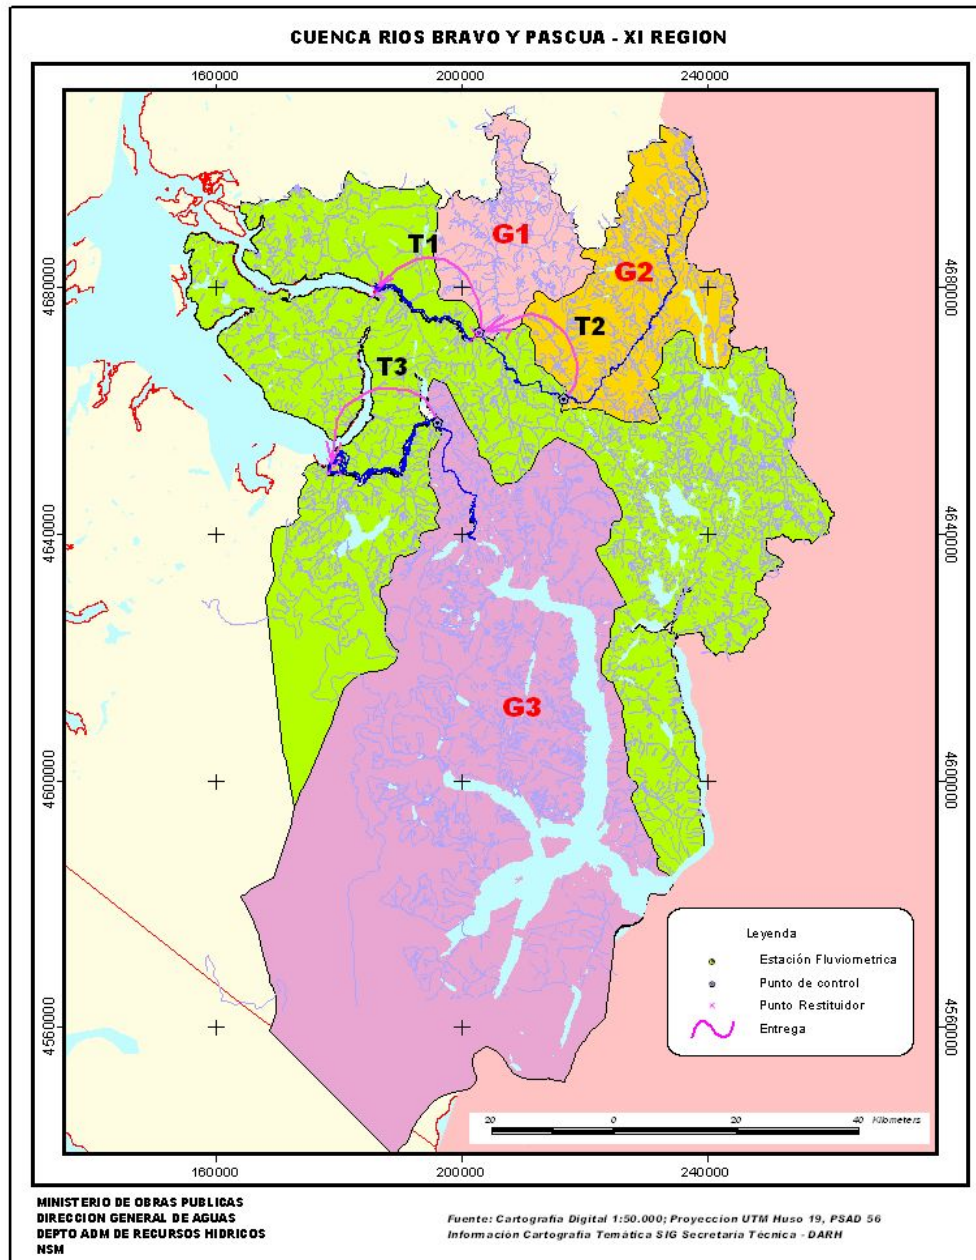 CUENCA RIOS BRAVO Y PASCUA - XI REGION
160000 200000 240000
G1
T1
G2
4680000 4680000
T2
T3
4640000 4640000
G3
4600000 4600000
Leyenda
Estación Fluviometrica
Punto de control
Punto Restituidor
Entrega
4560000 4560000
20 0 20 40 Kilometers
160000 200000 240000
MINISTERIO DE OBRAS PUBLICAS
DIRECCION GENERAL DE AGUAS
DEPTO ADM DE RECURSOS HIDRICOS
NSM
Fuente: Cartografía Digital 1:50.000; Proyeccion UTM Huso 19, PSAD 56
Información Cartografía Temática SIG Secretaría Técnica - DARH